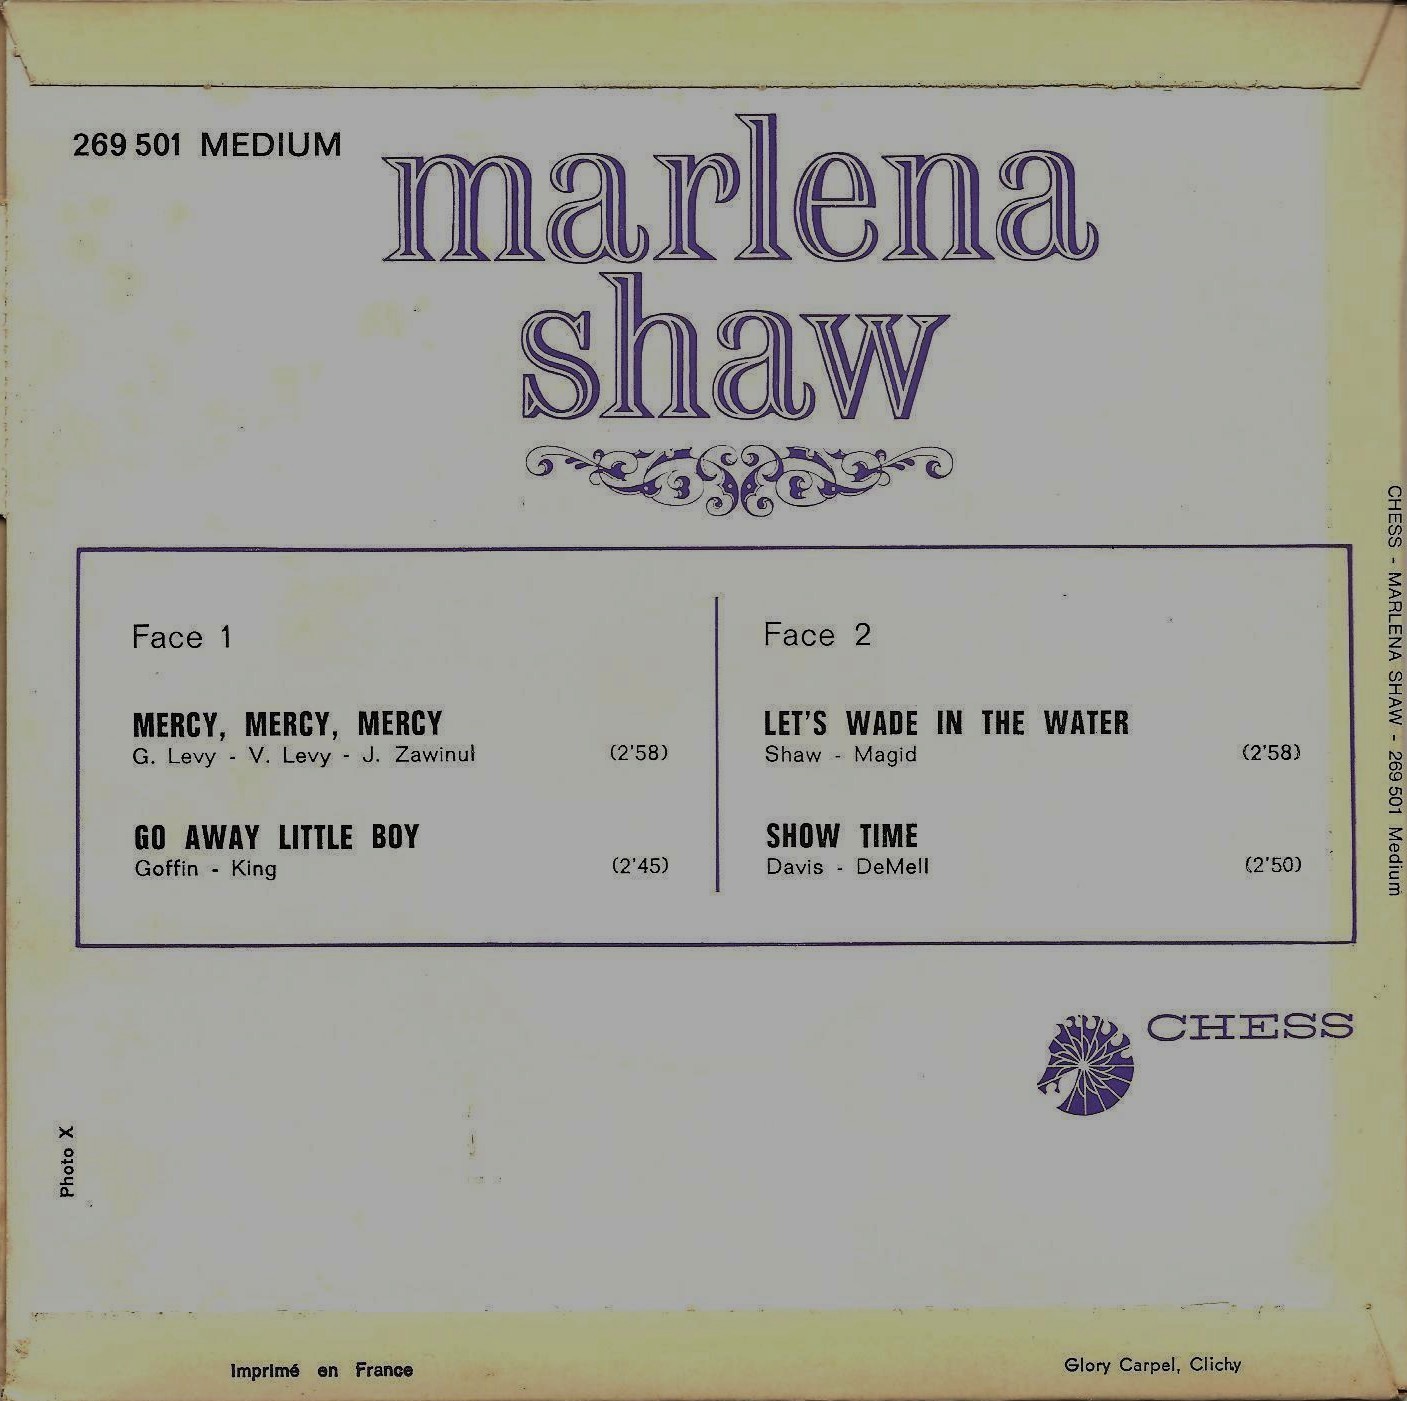 269 501 MEDIUM
marlena
shaw
Face 1
MERCY, MERCY, MERCY
G. Levy - V. Levy - J. Zawinul (2'58)
GO AWAY LITTLE BOY
Goffin - King (2'45)
Face 2
LET'S WADE IN THE WATER
Shaw - Magid (2'58)
SHOW TIME
Davis - DeMell (2'50)
CHESS - MARLENA SHAW - 269 501 Medium
CHESS
Photo X
Imprimé en France
Glory Carpel, Clichy